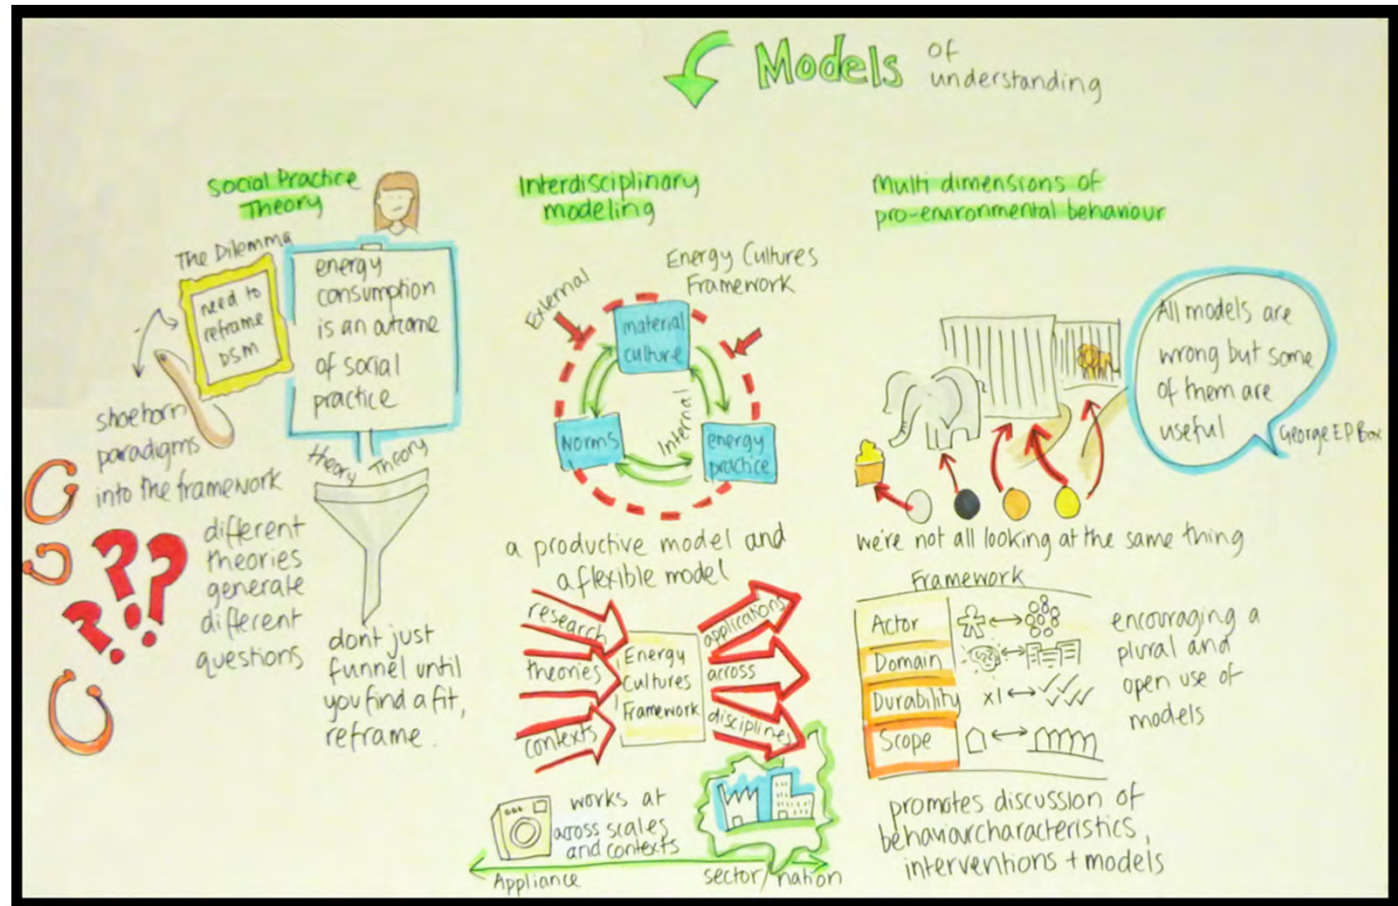 Models of
understanding
Social Practice
Theory
The Dilemma
need to
reframe
DSM
energy
consumption
is an outcome
of social
practice
shoehorn
paradigms
into the framework
theory Theory
different
theories
generate
different
questions
dont just
funnel until
you find a fit,
reframe.
Interdisciplinary
modeling
Energy Cultures
Framework
External
material
culture
Norms
Internal
energy
practice
a productive model and
a flexible model
research
theories
contexts
Energy
Cultures
Framework
applications
across
disciplines
works at
across scales
and contexts
Appliance
sector/nation
Multi dimensions of
pro-environmental behaviour
All models are
wrong but some
of them are
useful
George E P Box
we're not all looking at the same thing
Framework
Actor
Domain
Durability x1
Scope
encouraging a
plural and
open use of
models
promotes discussion of
behaviour characteristics,
interventions + models